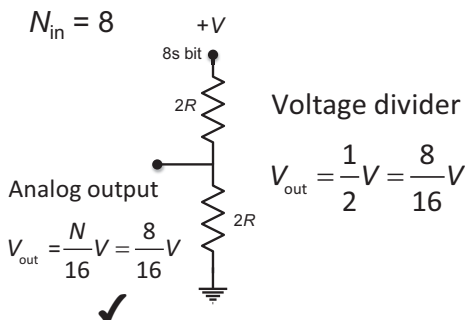 N_in = 8
+V
8s bit
2R
Voltage divider
V_out = 1/2 V = 8/16 V
Analog output
2R
V_out = N/16 V = 8/16 V
✓